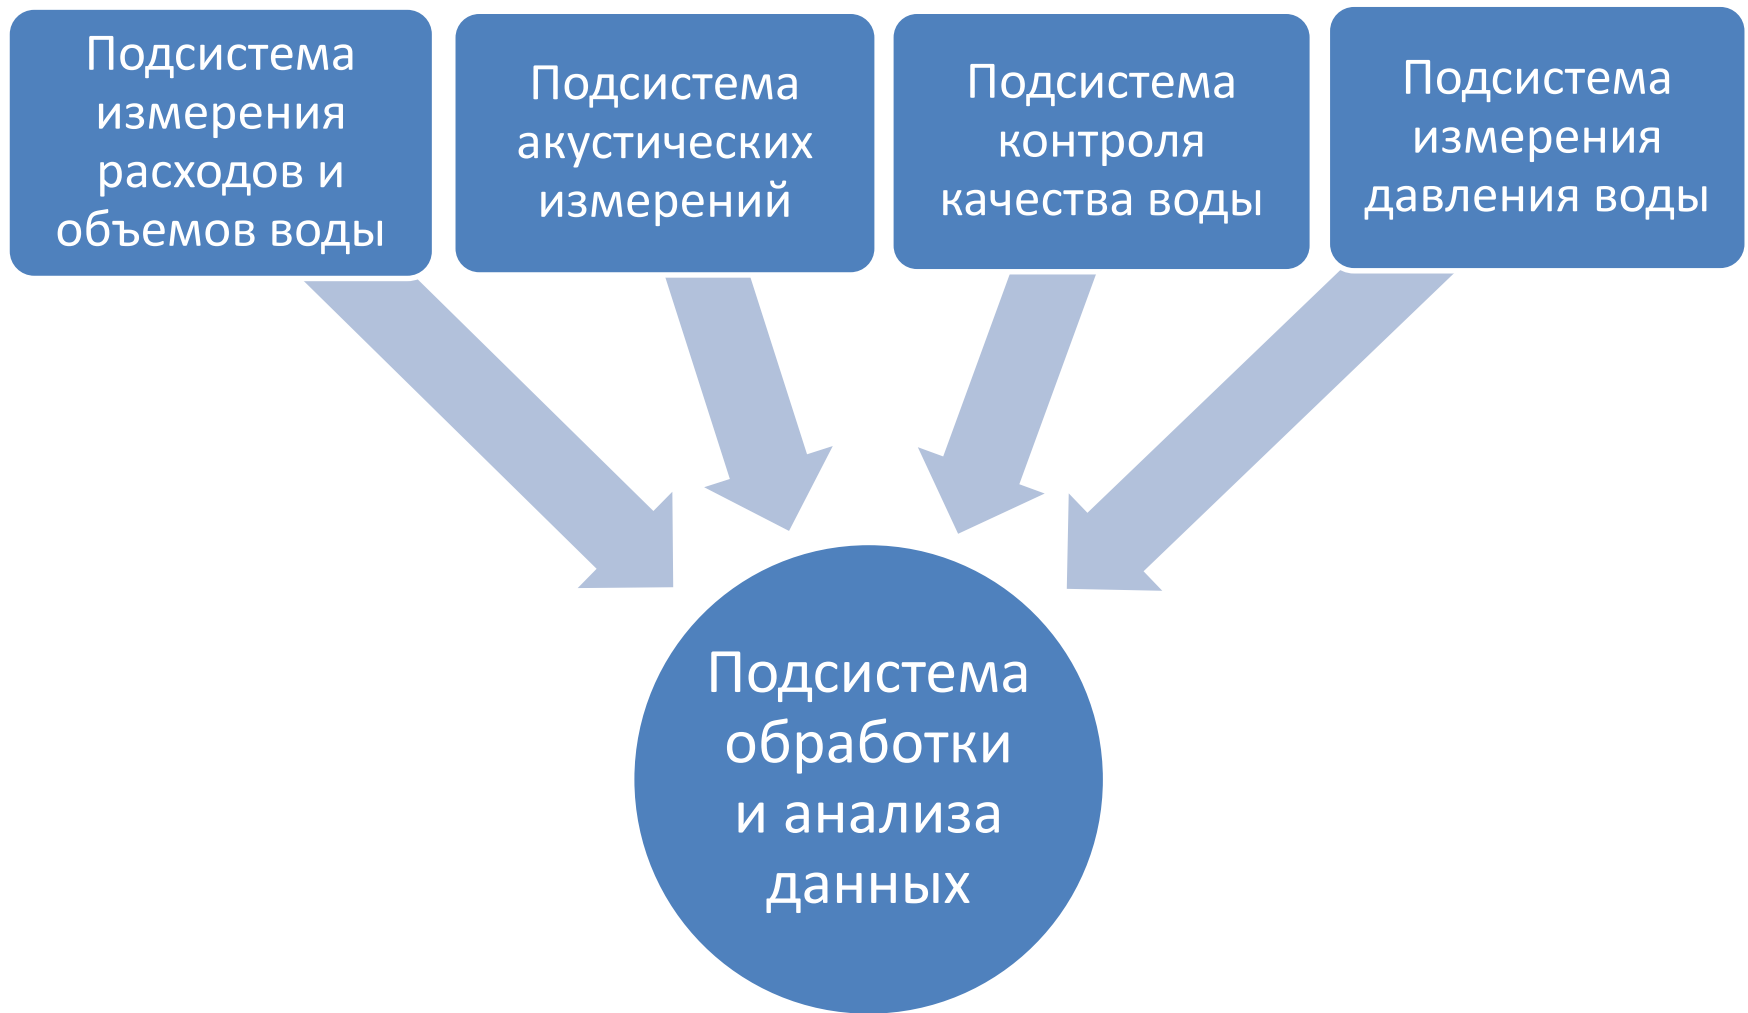 Подсистема
измерения
расходов и
объемов воды
Подсистема
акустических
измерений
Подсистема
контроля
качества воды
Подсистема
измерения
давления воды
Подсистема
обработки
и анализа
данных